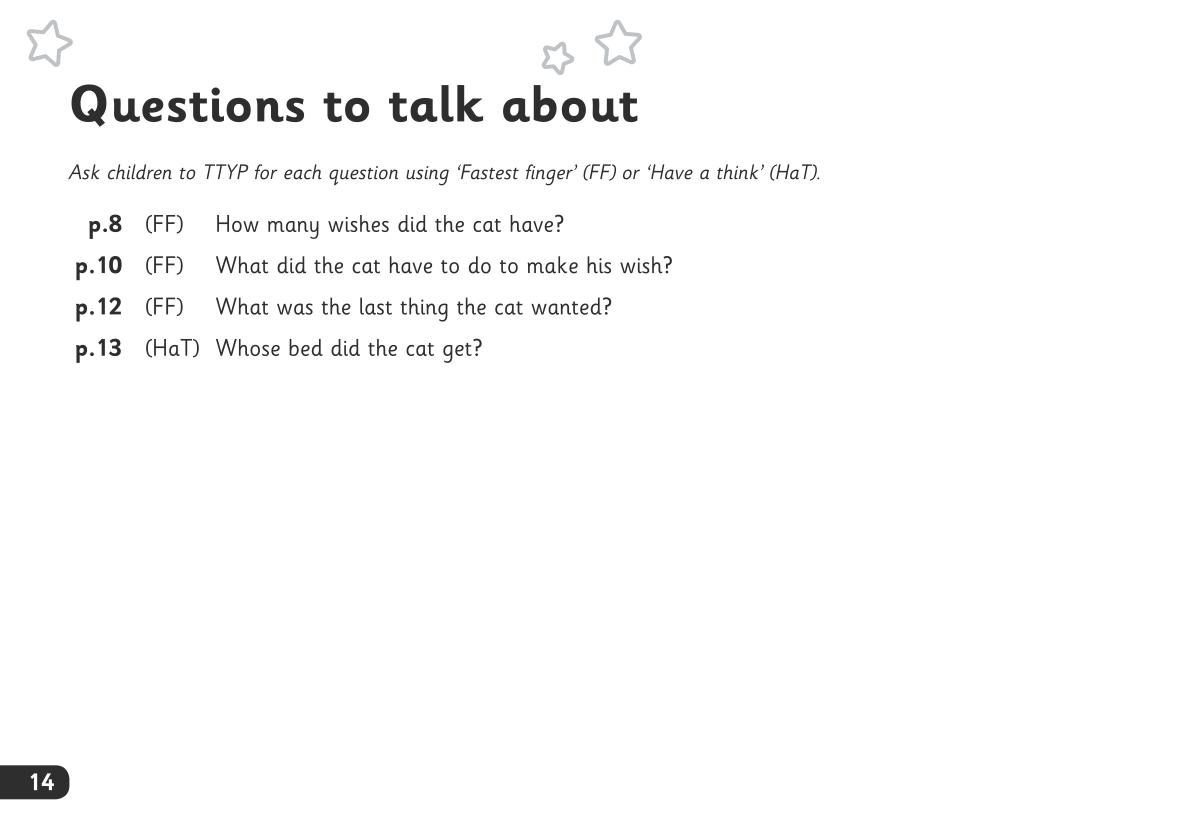 Questions to talk about
Ask children to TTYP for each question using ‘Fastest finger’ (FF) or ‘Have a think’ (HaT).
p.8 (FF) How many wishes did the cat have?
p.10 (FF) What did the cat have to do to make his wish?
p.12 (FF) What was the last thing the cat wanted?
p.13 (HaT) Whose bed did the cat get?
14